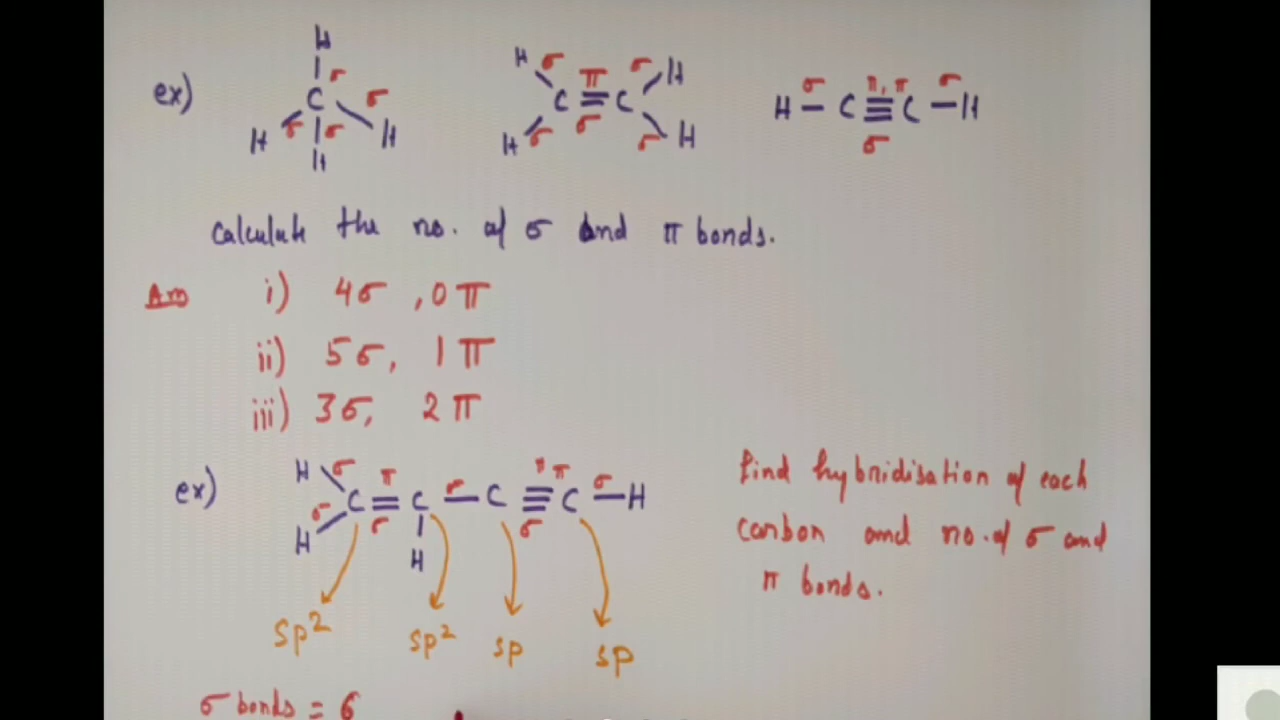 ex)
H
σ
C σ
H σ σ H
H
H σ π σ H
C = C
H σ σ σ H
σ π, π σ
H – C ≡ C – H
σ
Calculate the no. of σ and π bonds.
Ans i) 4σ , 0π
ii) 5σ, 1π
iii) 3σ, 2π
ex)
H σ π π π σ
C = C σ– C ≡ C – H
σ σ σ
H H
sp² sp² sp sp
Find hybridisation of each
carbon and no. of σ and
π bonds.
σ bonds = 6